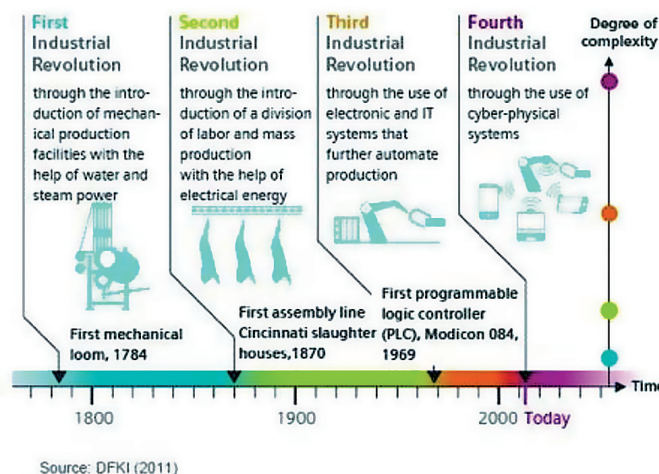 First
Industrial
Revolution
through the intro-
duction of mechan-
ical production
facilities with the
help of water and
steam power
Second
Industrial
Revolution
through the intro-
duction of a division
of labor and mass
production
with the help of
electrical energy
Third
Industrial
Revolution
through the use of
electronic and IT
systems that
further automate
production
Fourth
Industrial
Revolution
through the use of
cyber-physical
systems
Degree of
complexity
First mechanical
loom, 1784
First assembly line
Cincinnati slaughter
houses,1870
First programmable
logic controller
(PLC), Modicon 084,
1969
Time
1800
1900
2000
Today
Source: DFKI (2011)